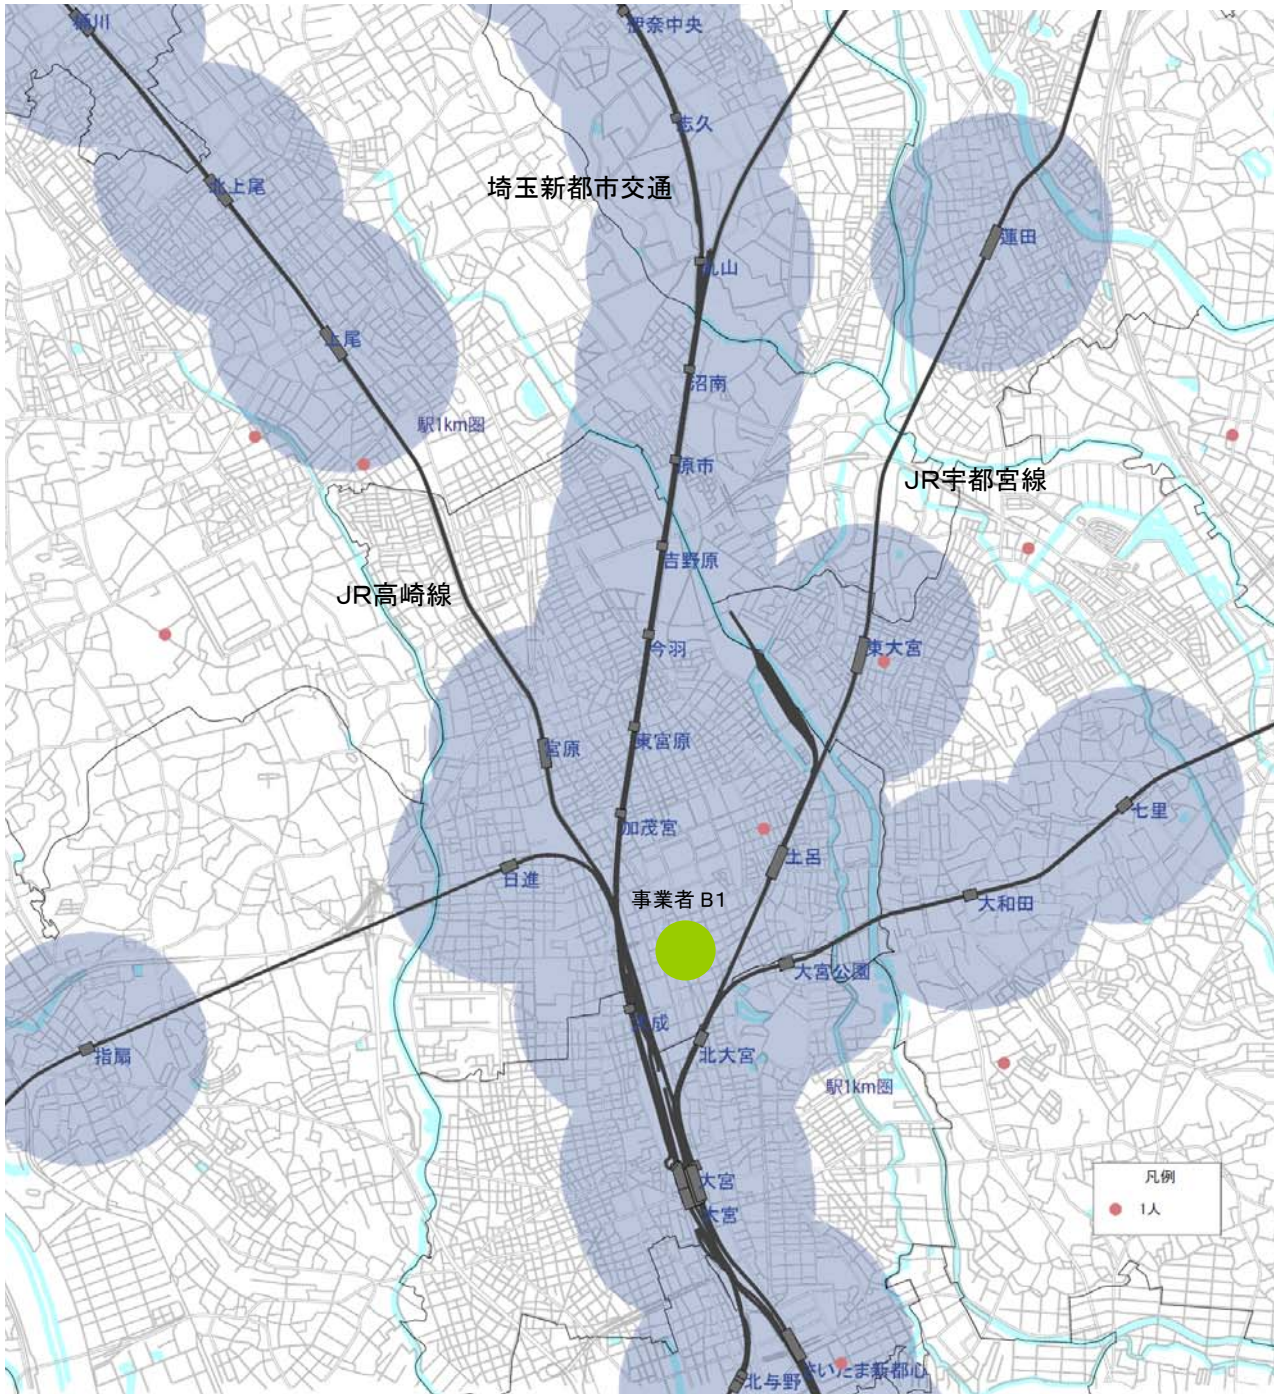 桶川
伊奈中央
志久
北上尾
埼玉新都市交通
蓮田
丸山
上尾
沼南
駅1km圏
原市
JR宇都宮線
吉野原
JR高崎線
今羽
東大宮
東宮原
宮原
七里
加茂宮
土呂
日進
事業者 B1
大和田
大宮公園
大成
北大宮
指扇
駅1km圏
凡例
大宮
1人
大宮
さいたま新都心
北与野